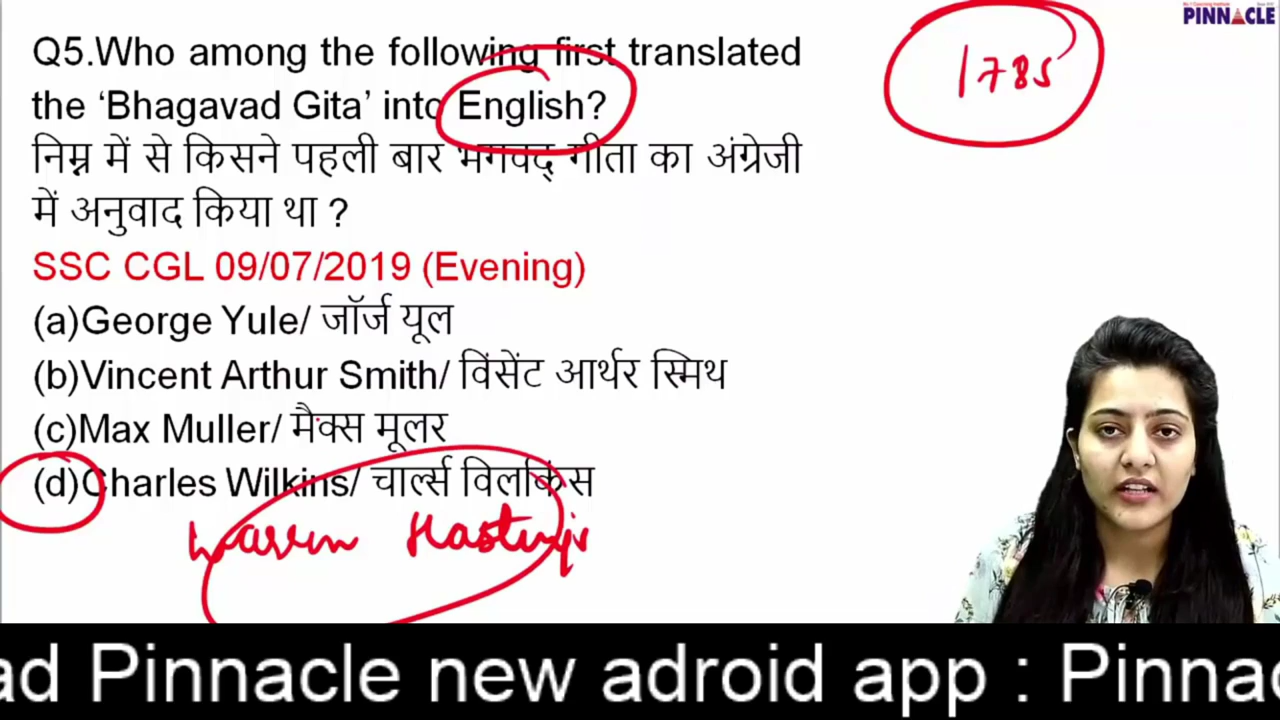 PINNACLE
1785
Q5.Who among the following first translated
the ‘Bhagavad Gita’ into English?
निम्न में से किसने पहली बार भगवद् गीता का अंग्रेजी
में अनुवाद किया था ?
SSC CGL 09/07/2019 (Evening)
(a)George Yule/ जॉर्ज यूल
(b)Vincent Arthur Smith/ विंसेंट आर्थर स्मिथ
(c)Max Muller/ मैक्स मूलर
(d)Charles Wilkins/ चार्ल्स विलकिंस
Warren Hastings
ad Pinnacle new adroid app : Pinnac